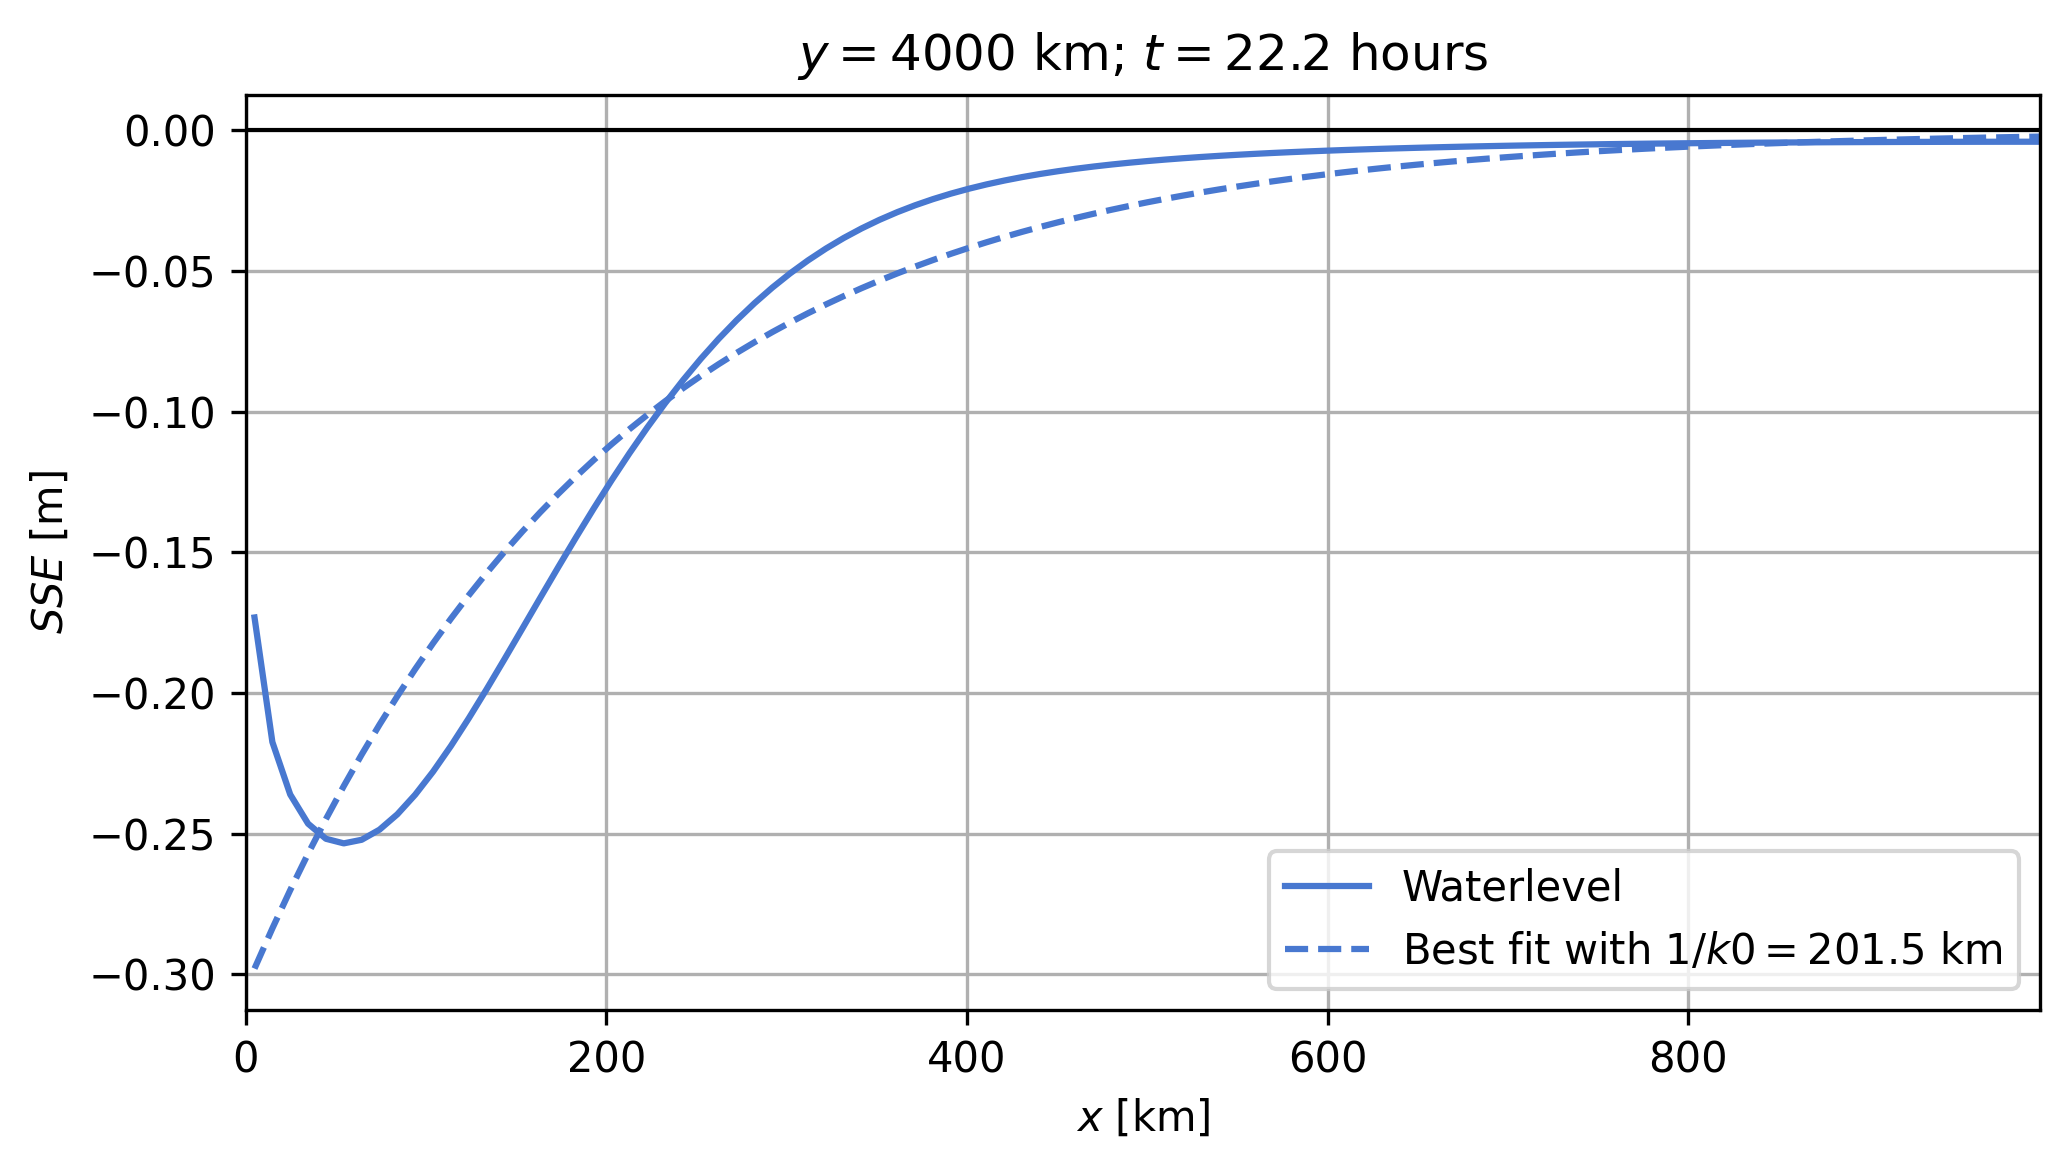 y = 4000 km; t = 22.2 hours
0.00
−0.05
−0.10
−0.15
−0.20
−0.25
−0.30
SSE [m]
Waterlevel
Best fit with 1/k0 = 201.5 km
0 200 400 600 800
x [km]